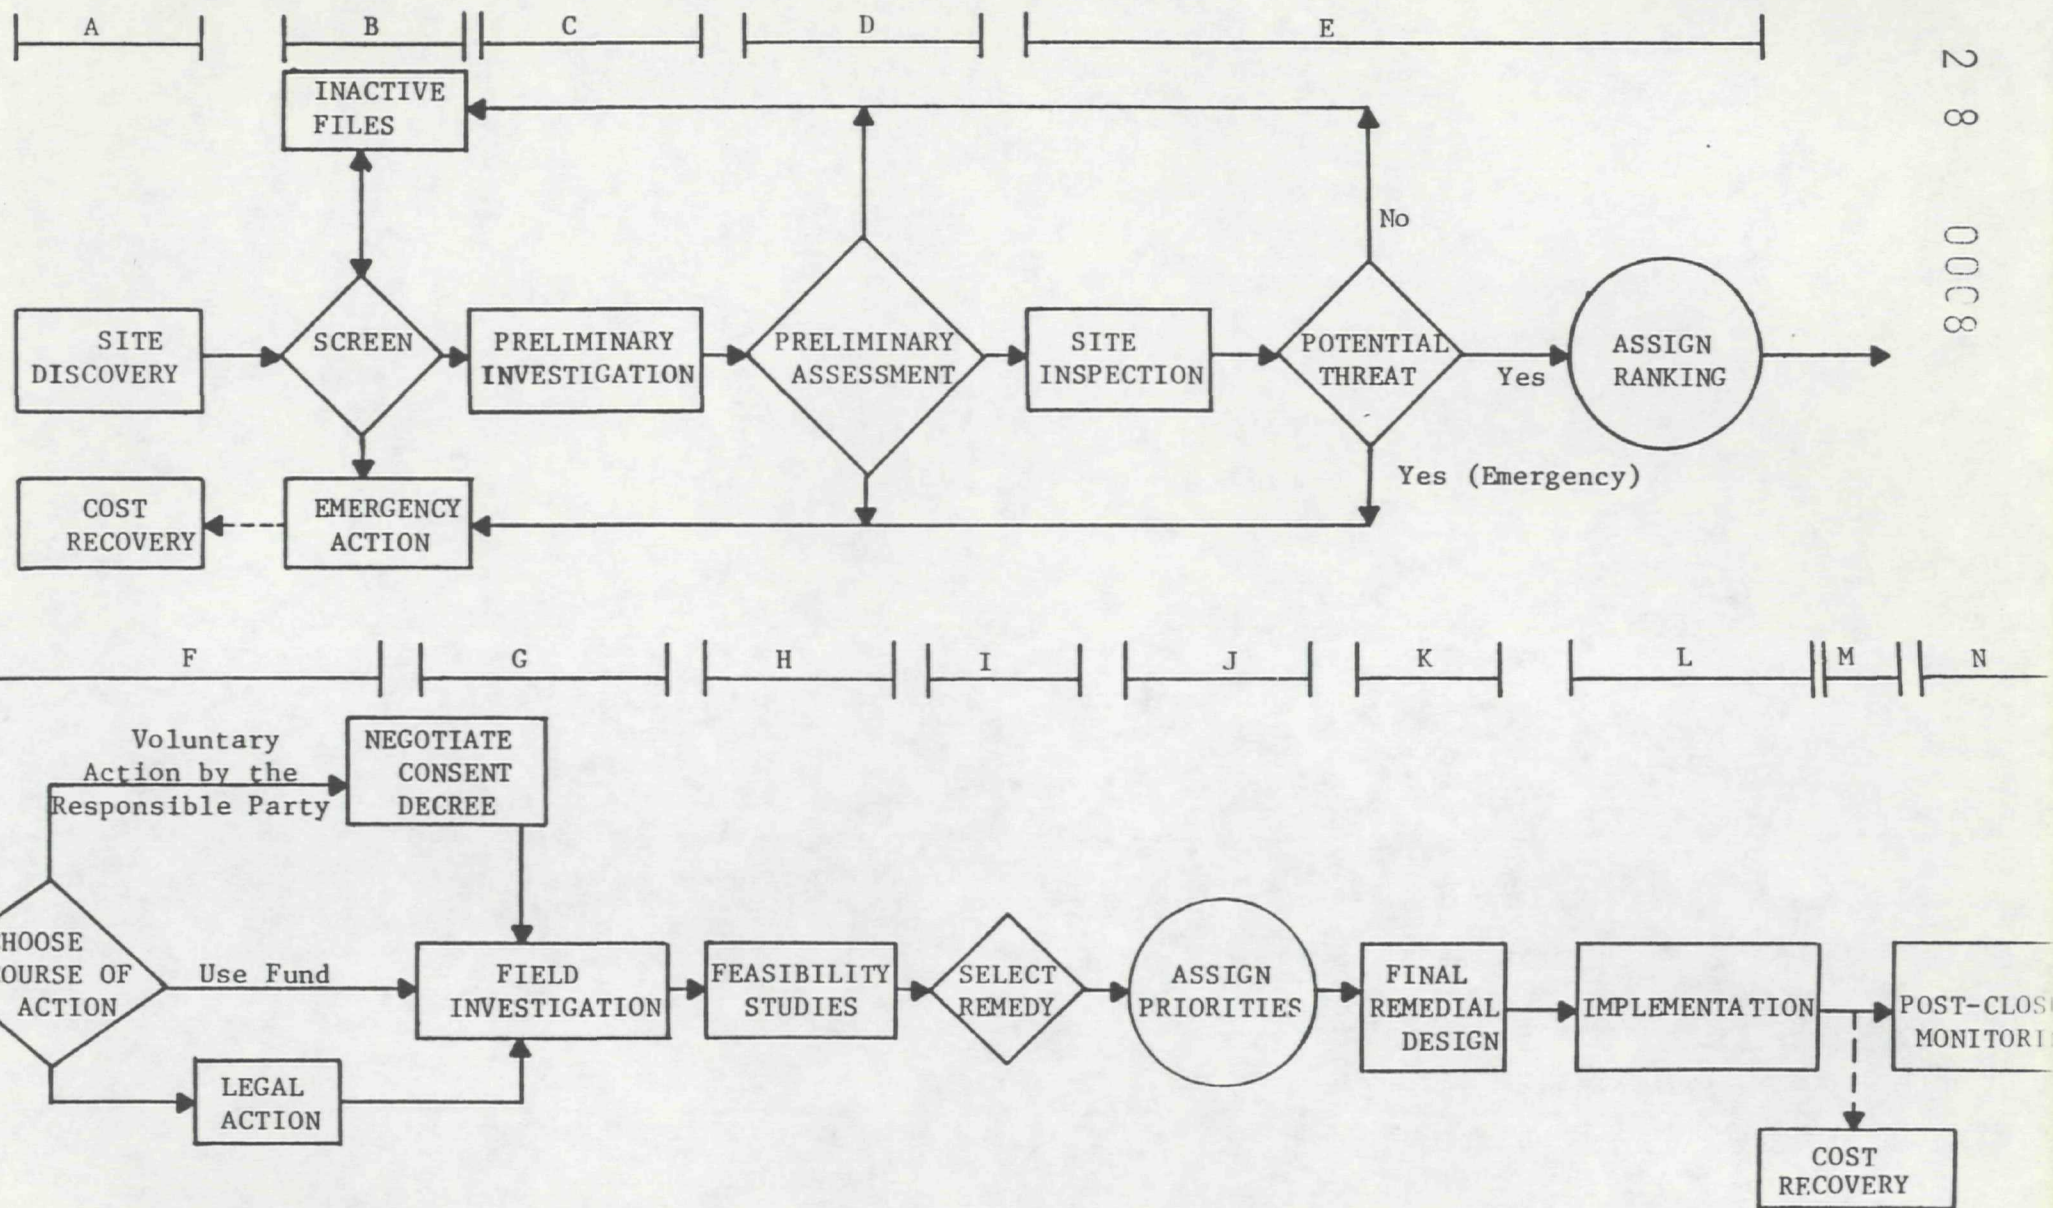 A
B
C
D
E
2 8 0008
INACTIVE
FILES
No
SITE
DISCOVERY
SCREEN
PRELIMINARY
INVESTIGATION
PRELIMINARY
ASSESSMENT
SITE
INSPECTION
POTENTIAL
THREAT
Yes
ASSIGN
RANKING
Yes (Emergency)
COST
RECOVERY
EMERGENCY
ACTION
F
G
H
I
J
K
L
M
N
Voluntary
Action by the
Responsible Party
NEGOTIATE
CONSENT
DECREE
HOOSE
OURSE OF
ACTION
Use Fund
FIELD
INVESTIGATION
FEASIBILITY
STUDIES
SELECT
REMEDY
ASSIGN
PRIORITIES
FINAL
REMEDIAL
DESIGN
IMPLEMENTATION
POST-CLOS
MONITORI
LEGAL
ACTION
COST
RECOVERY